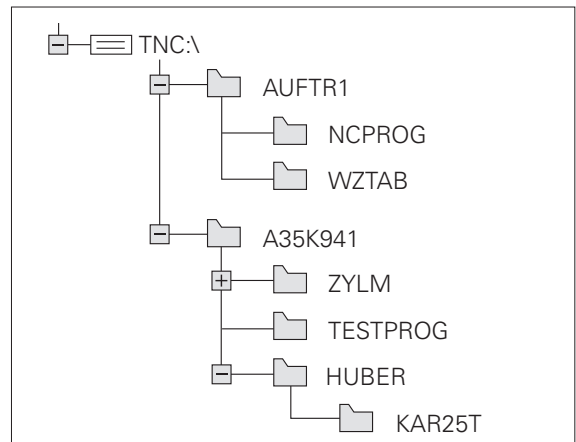 TNC:\
AUFTR1
NCPROG
WZTAB
A35K941
ZYLM
TESTPROG
HUBER
KAR25T